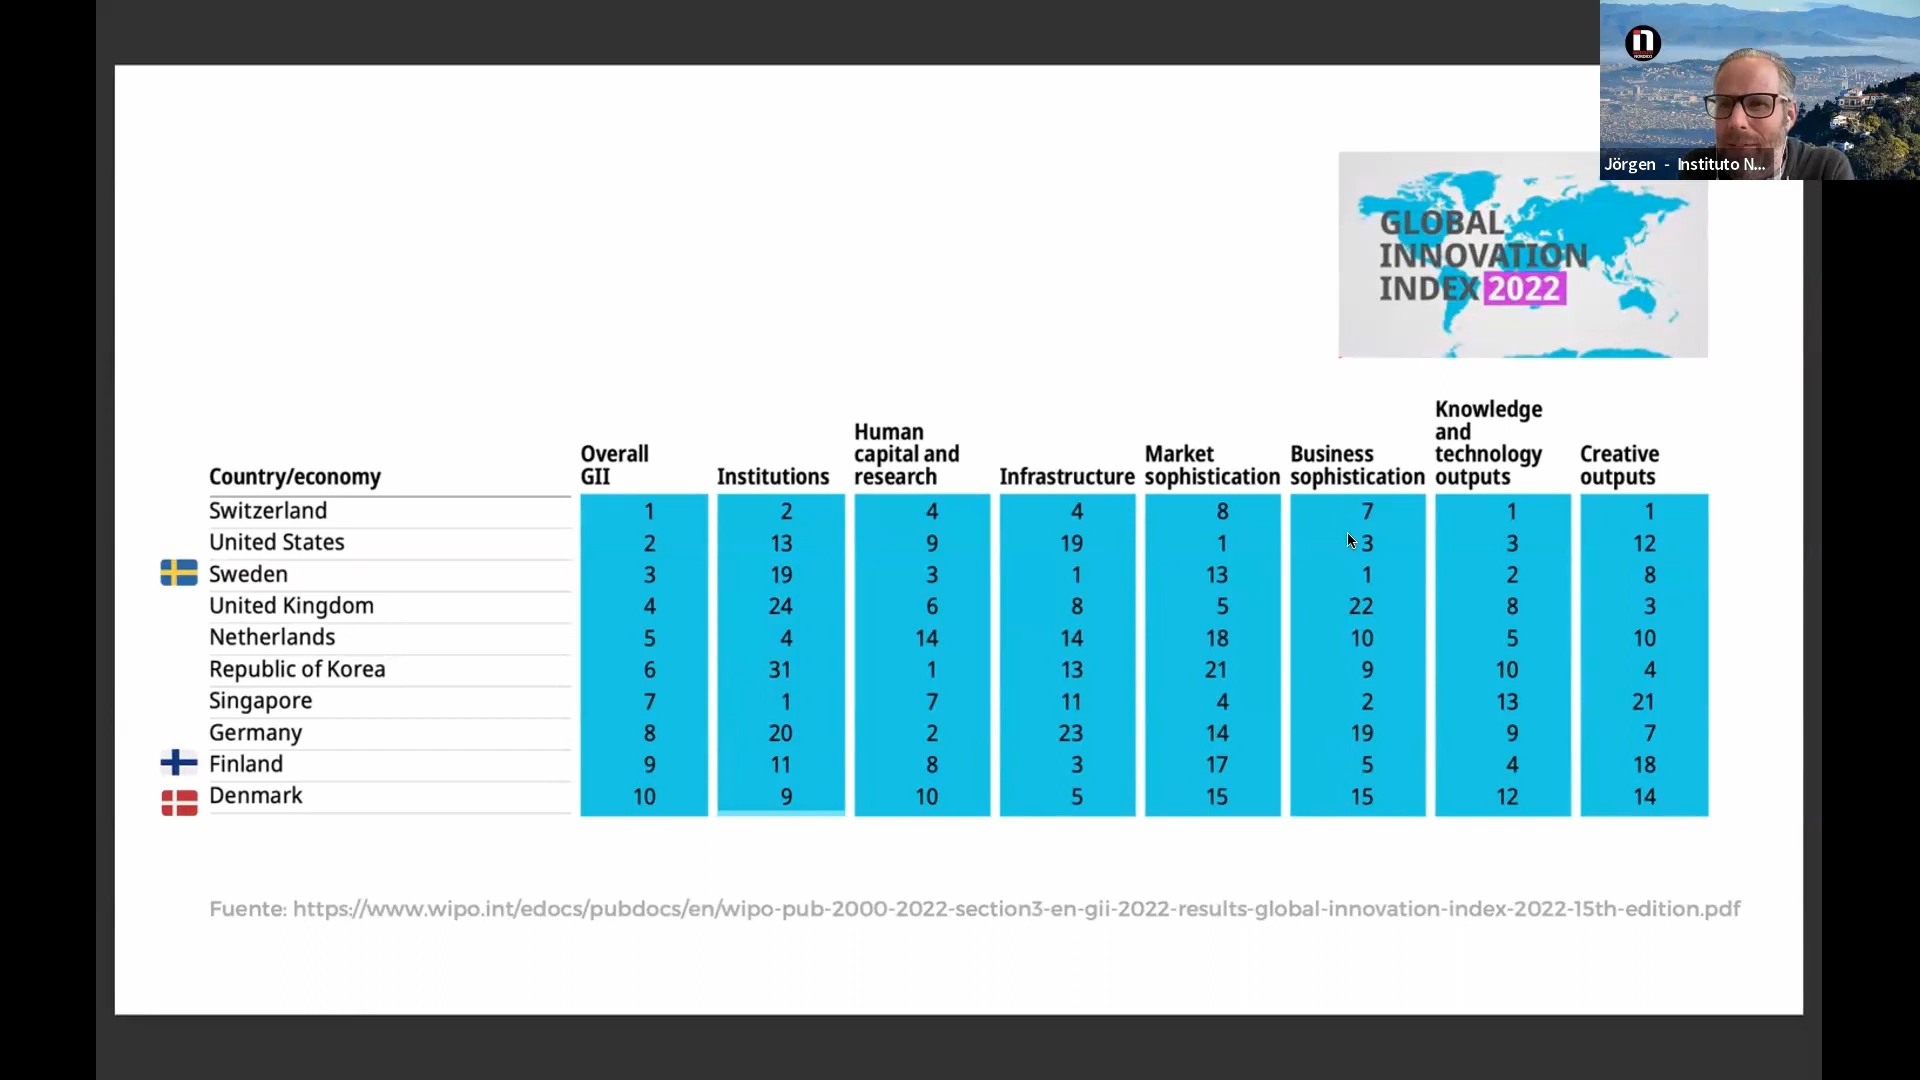 Jörgen - Instituto N...
GLOBAL
INNOVATION
INDEX 2022
Country/economy Overall GII Institutions Human capital and research Infrastructure Market sophistication Business sophistication Knowledge and technology outputs Creative outputs
Switzerland 1 2 4 4 8 7 1 1
United States 2 13 9 19 1 3 3 12
Sweden 3 19 3 1 13 1 2 8
United Kingdom 4 24 6 8 5 22 8 3
Netherlands 5 4 14 14 18 10 5 10
Republic of Korea 6 31 1 13 21 9 10 4
Singapore 7 1 7 11 4 2 13 21
Germany 8 20 2 23 14 19 9 7
Finland 9 11 8 3 17 5 4 18
Denmark 10 9 10 5 15 15 12 14
Fuente: https://www.wipo.int/edocs/pubdocs/en/wipo-pub-2000-2022-section3-en-gii-2022-results-global-innovation-index-2022-15th-edition.pdf